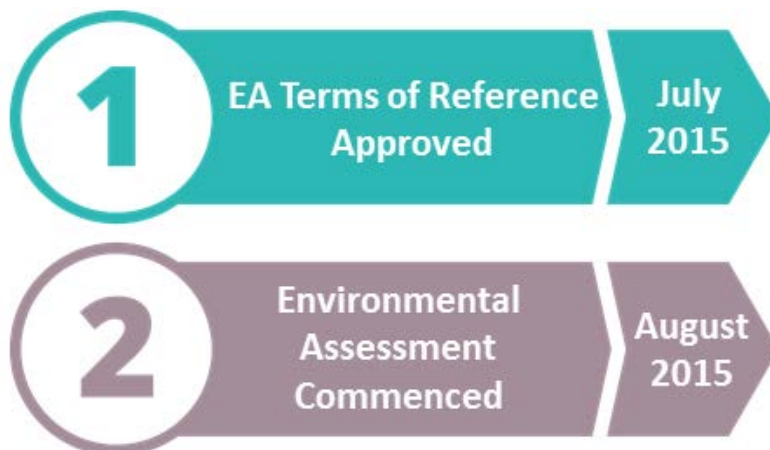 1
EA Terms of Reference
Approved
July
2015
2
Environmental
Assessment
Commenced
August
2015